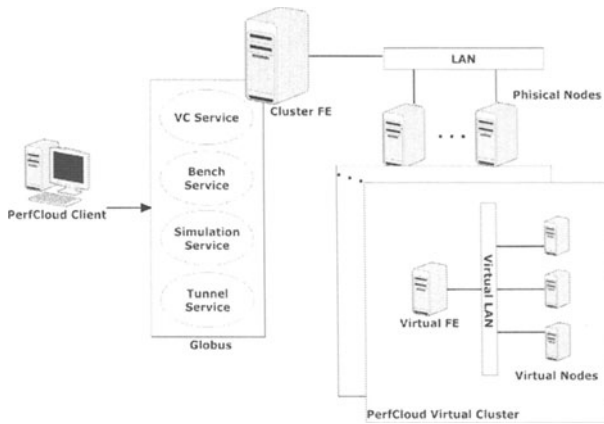 LAN
Cluster FE
Phisical Nodes
VC Service
Bench
Service
Simulation
Service
Tunnel
Service
Globus
PerfCloud Client
Virtual FE
Virtual LAN
Virtual Nodes
PerfCloud Virtual Cluster